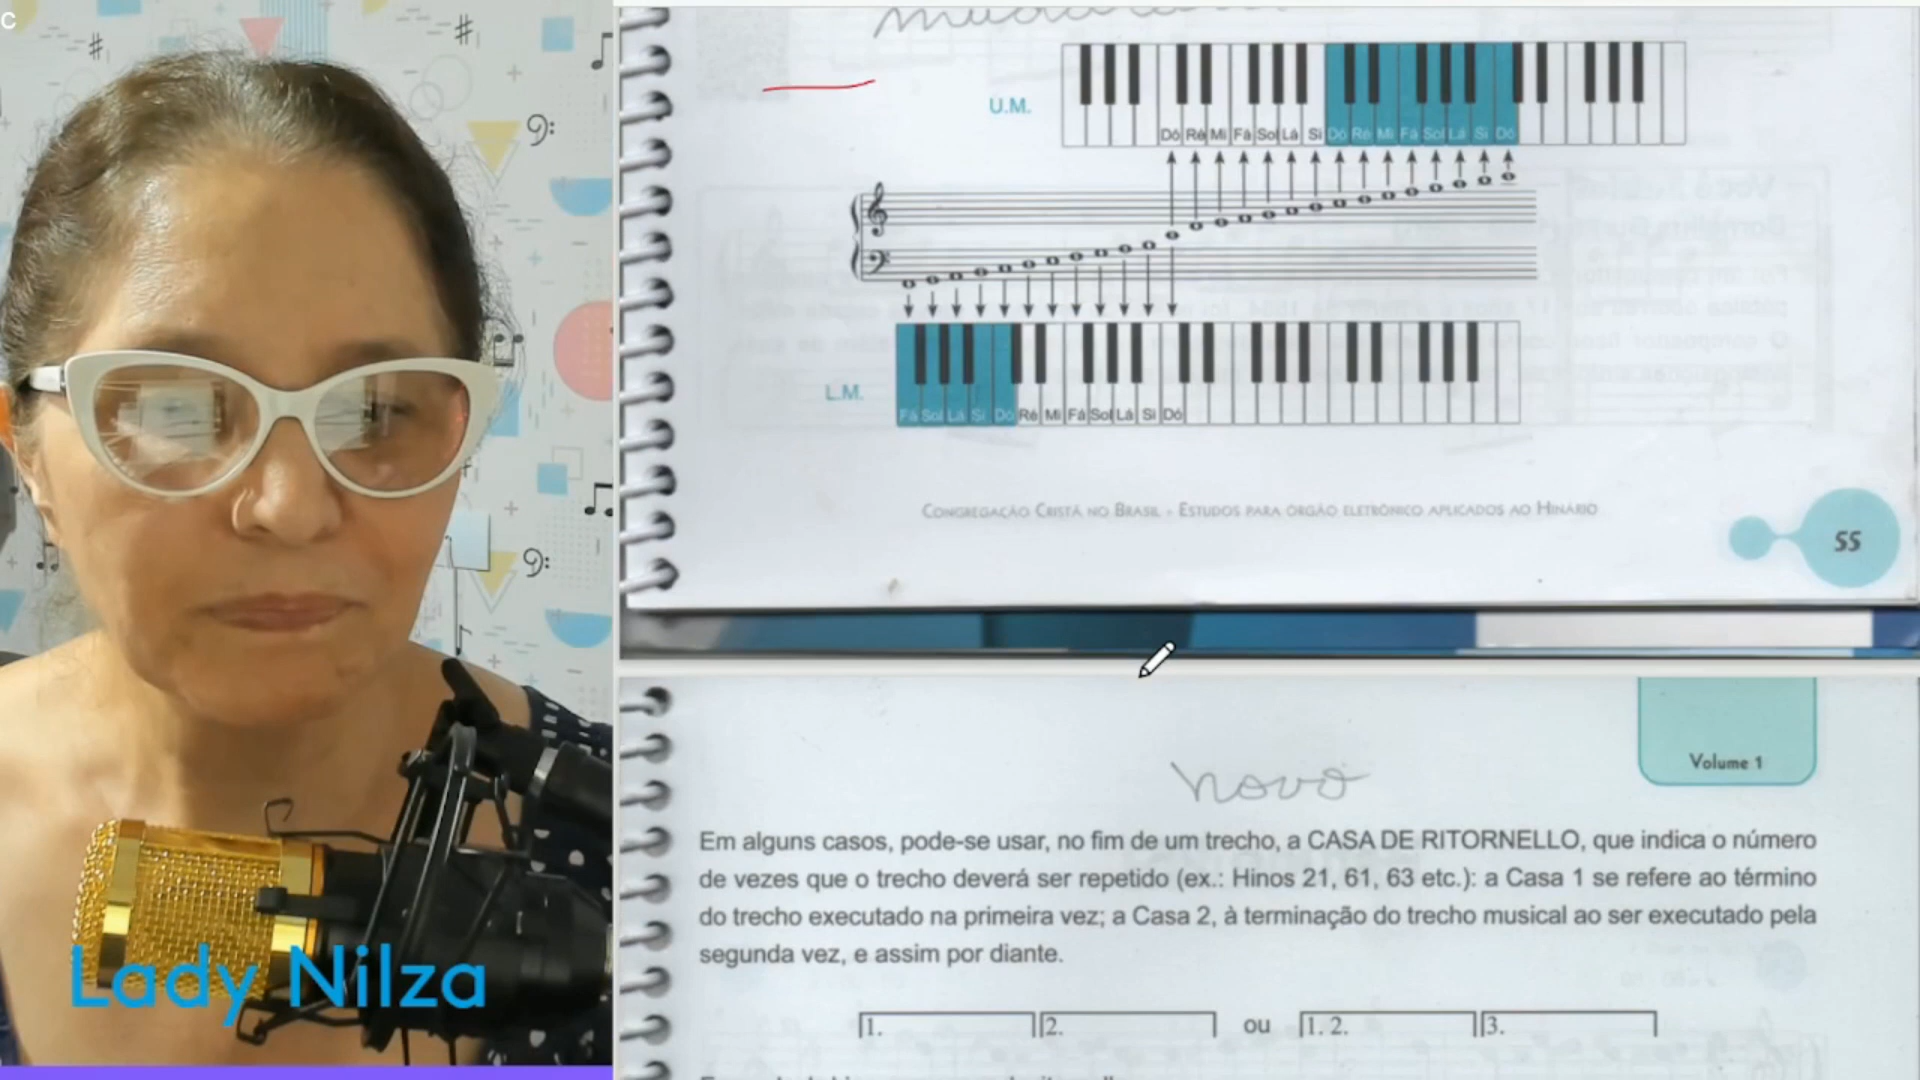 C
U.M.
Dó Ré Mi Fá Sol Lá Si Dó Ré Mi Fá Sol Lá Si Dó
L.M.
Fá Sol Lá Si Dó Ré Mi Fá Sol Lá Si Dó
CONGREGAÇÃO CRISTÃ NO BRASIL - ESTUDOS PARA ÓRGÃO ELETRÔNICO APLICADOS AO HINÁRIO
55
Volume 1
novo
Em alguns casos, pode-se usar, no fim de um trecho, a CASA DE RITORNELLO, que indica o número
de vezes que o trecho deverá ser repetido (ex.: Hinos 21, 61, 63 etc.): a Casa 1 se refere ao término
do trecho executado na primeira vez; a Casa 2, à terminação do trecho musical ao ser executado pela
segunda vez, e assim por diante.
1. 2. ou 1. 2. 3.
Lady Nilza